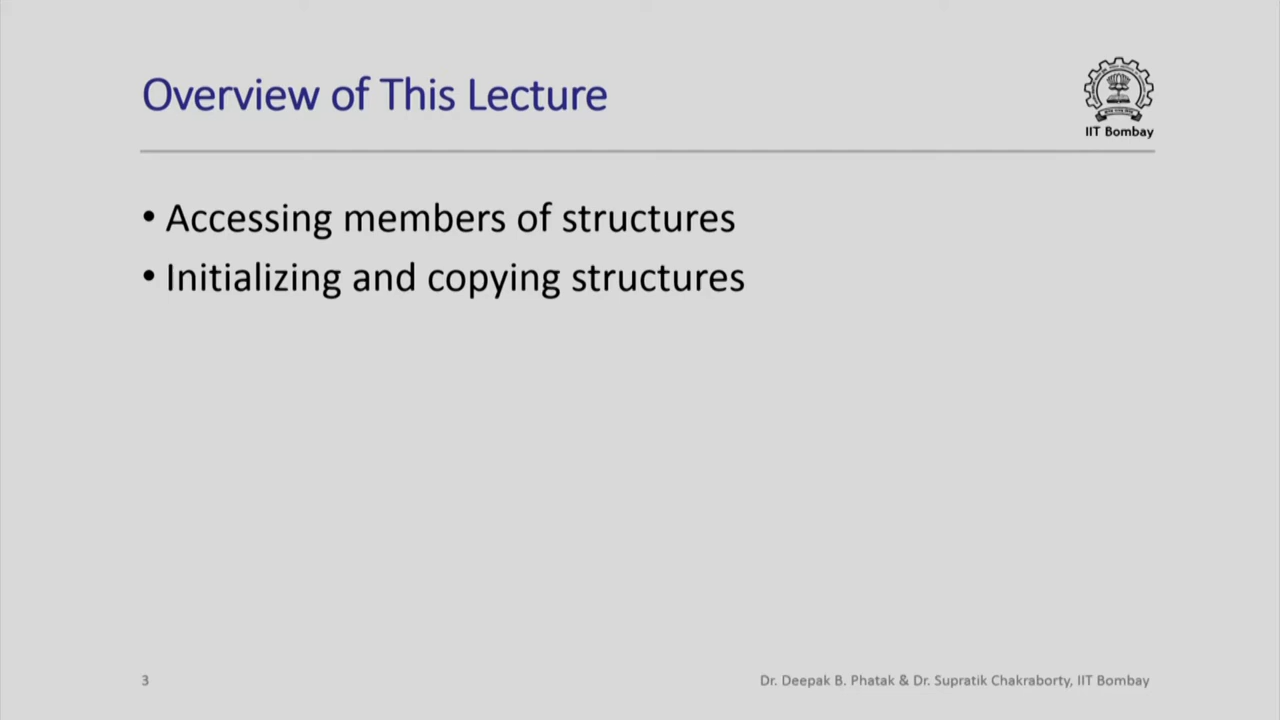 Overview of This Lecture
IIT Bombay
• Accessing members of structures
• Initializing and copying structures
3
Dr. Deepak B. Phatak & Dr. Supratik Chakraborty, IIT Bombay